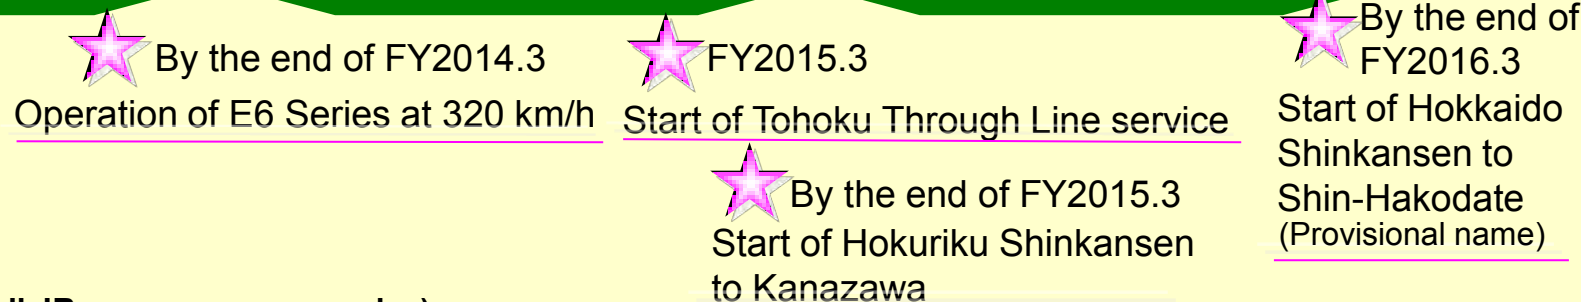 By the end of FY2014.3
Operation of E6 Series at 320 km/h
FY2015.3
Start of Tohoku Through Line service
By the end of FY2015.3
Start of Hokuriku Shinkansen
to Kanazawa
By the end of
FY2016.3
Start of Hokkaido
Shinkansen to
Shin-Hakodate
(Provisional name)